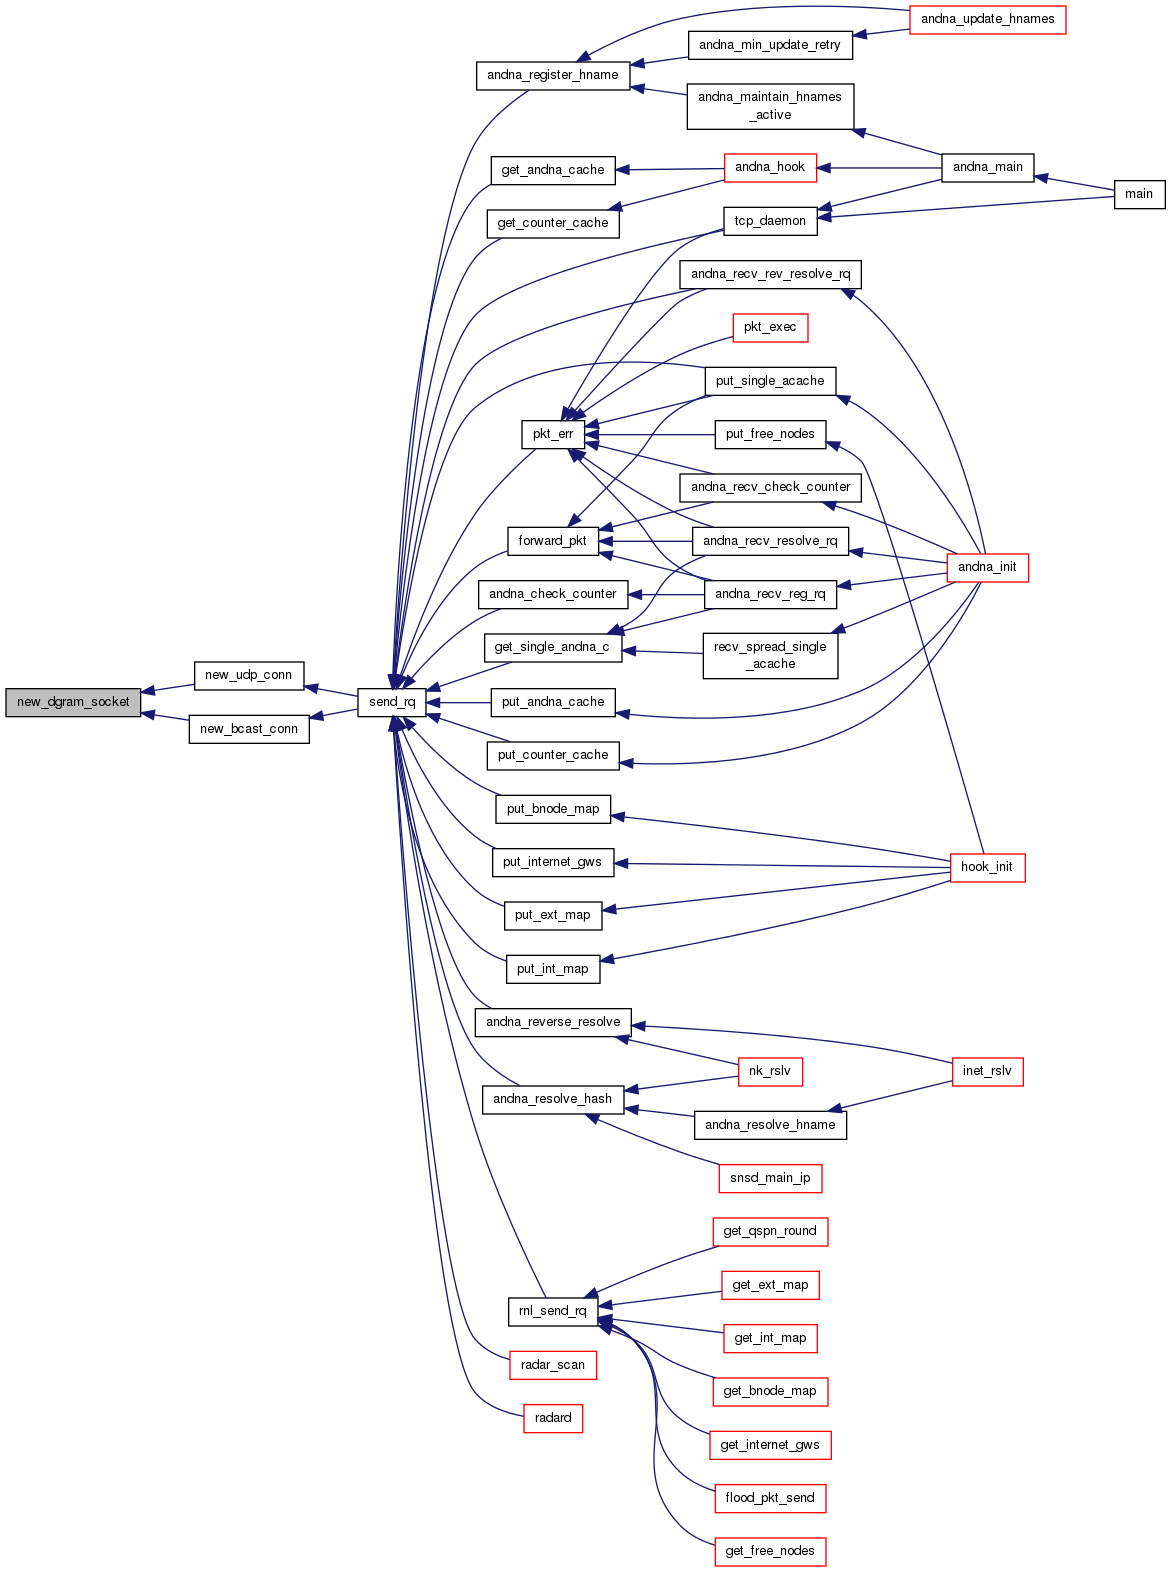 andna_update_hnames
andna_min_update_retry
andna_register_hname
andna_maintain_hnames
_active
get_andna_cache
andna_hook
andna_main
main
get_counter_cache
tcp_daemon
andna_recv_rev_resolve_rq
pkt_exec
put_single_acache
pkt_err
put_free_nodes
andna_recv_check_counter
forward_pkt
andna_recv_resolve_rq
andna_init
andna_check_counter
andna_recv_reg_rq
get_single_andna_c
recv_spread_single
_acache
new_udp_conn
new_dgram_socket
send_rq
put_andna_cache
new_bcast_conn
put_counter_cache
put_bnode_map
put_internet_gws
hook_init
put_ext_map
put_int_map
andna_reverse_resolve
nk_rslv
inet_rslv
andna_resolve_hash
andna_resolve_hname
snsd_main_ip
get_qspn_round
get_ext_map
rnl_send_rq
get_int_map
radar_scan
get_bnode_map
radard
get_internet_gws
flood_pkt_send
get_free_nodes